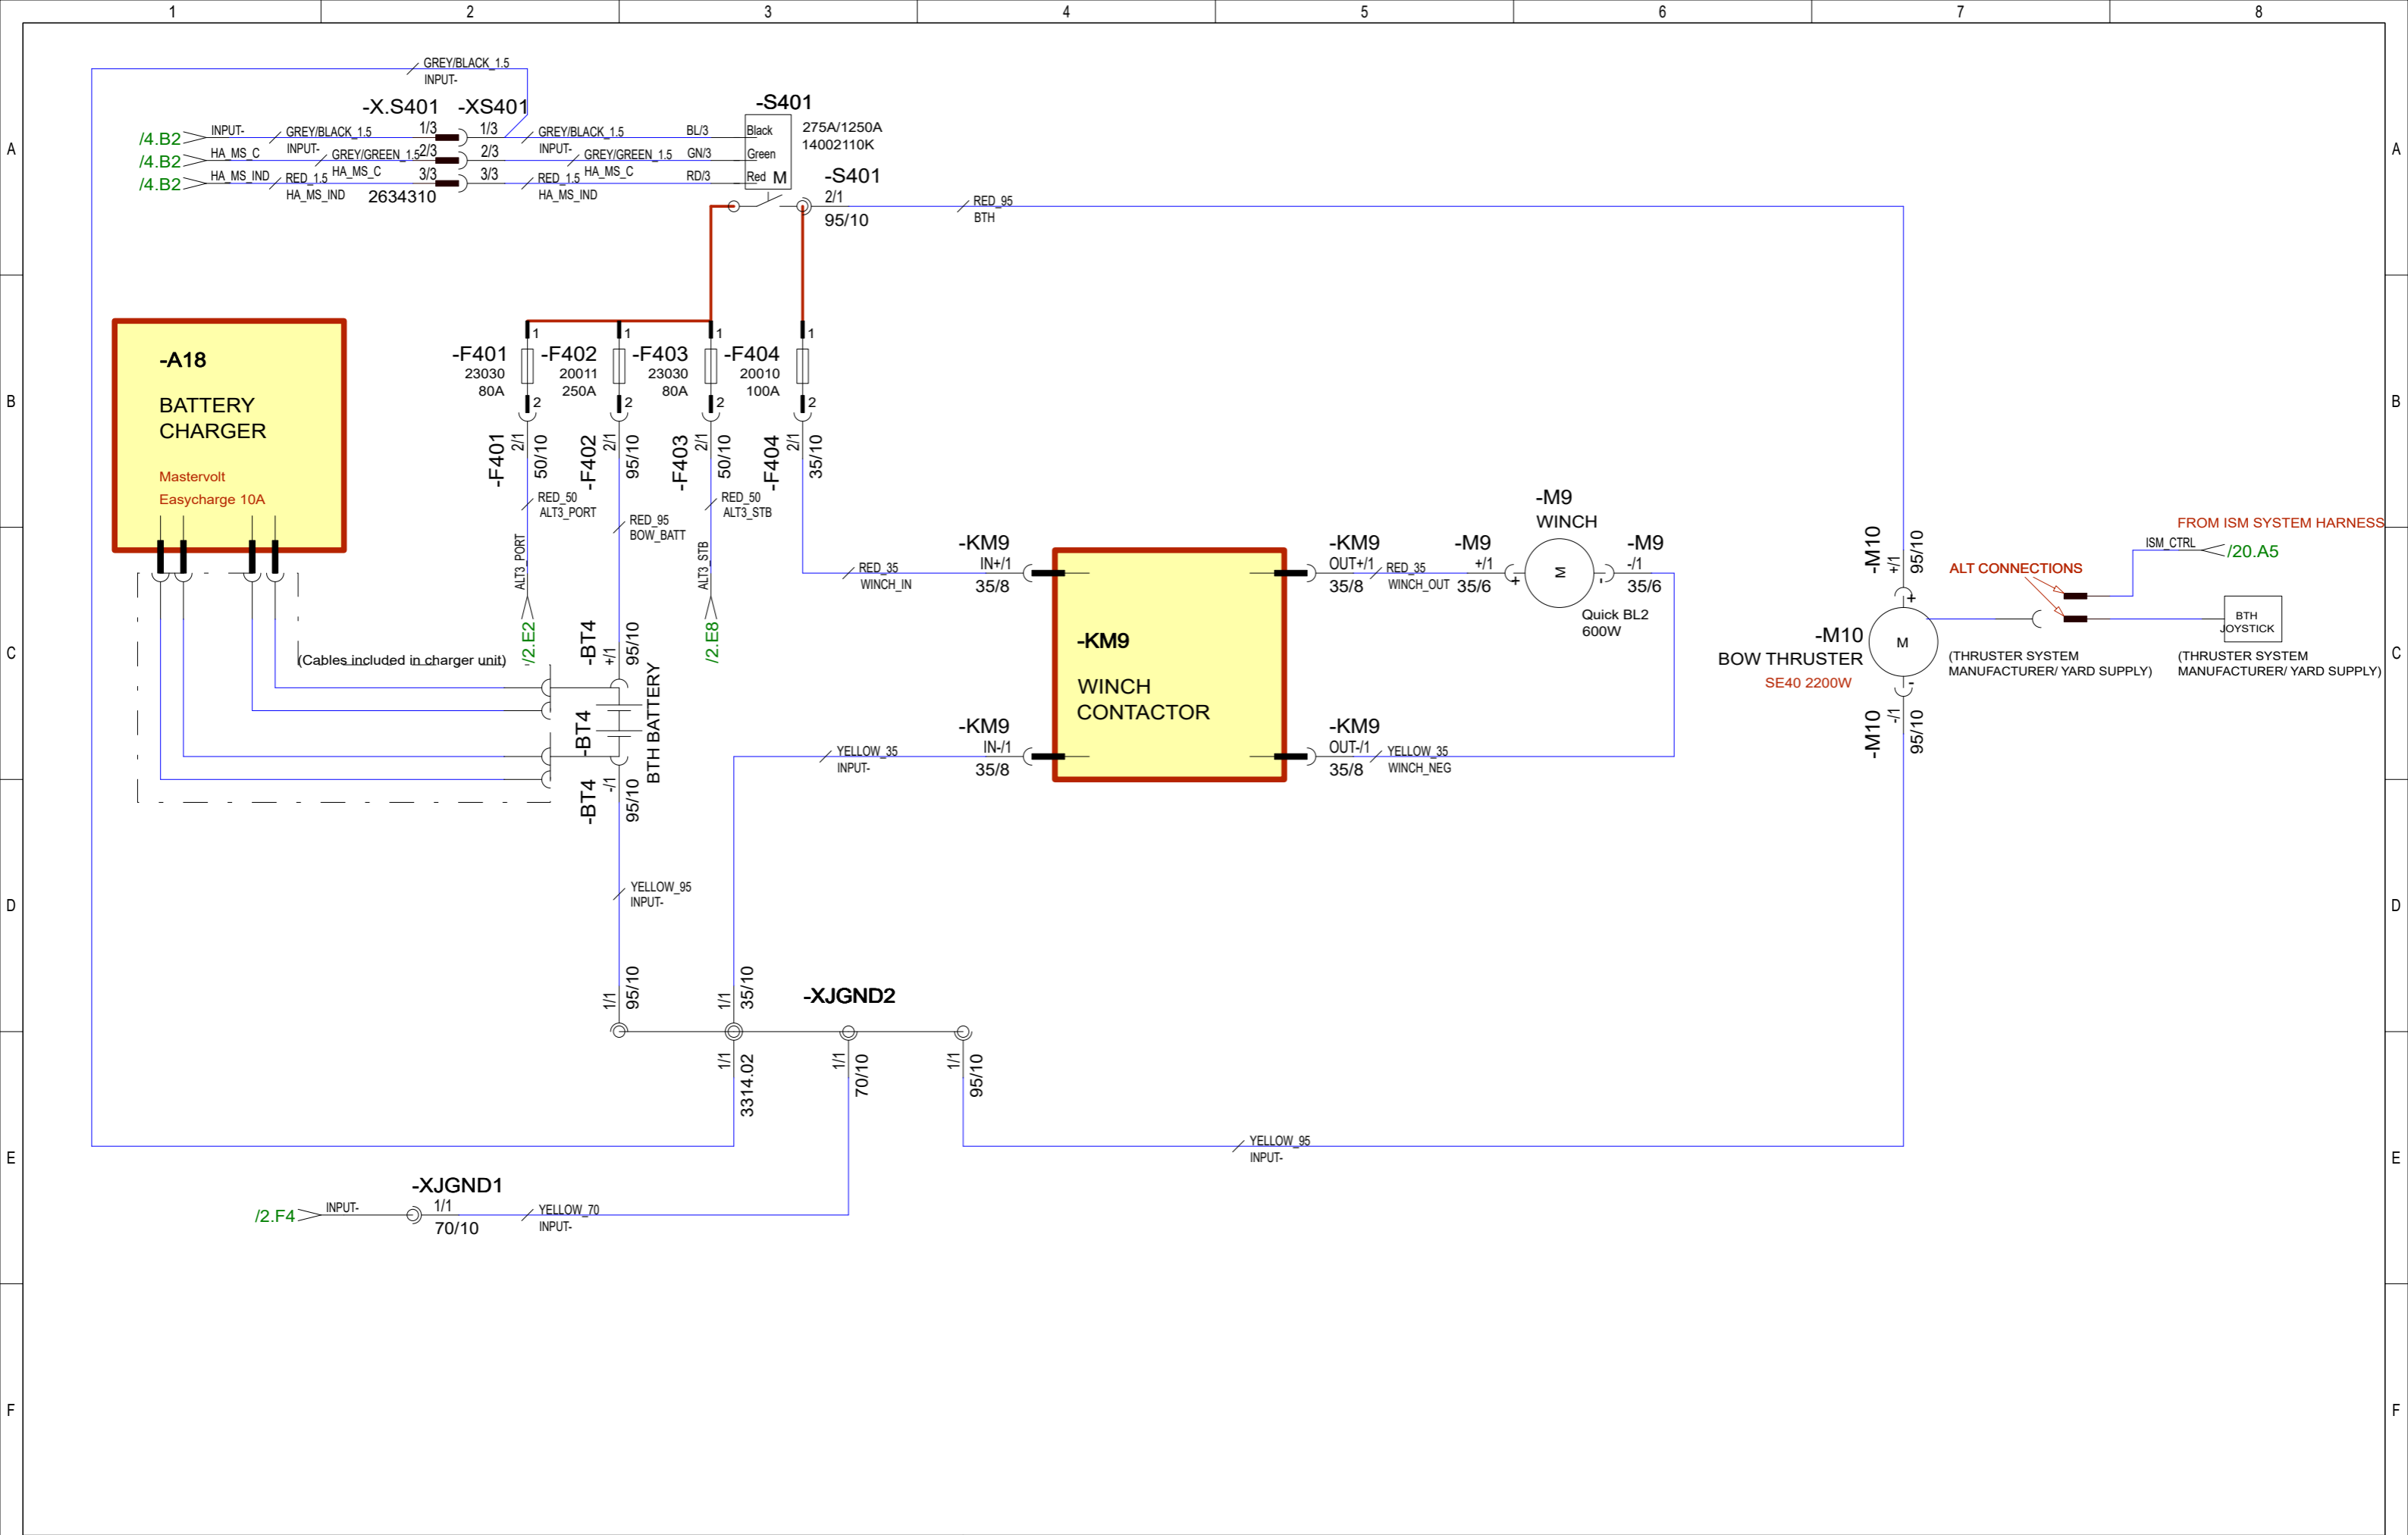 1 2 3 4 5 6 7 8
A A
B B
C C
D D
E E
F F
GREY/BLACK_1.5
INPUT-
-X.S401 -XS401
/4.B2 INPUT- GREY/BLACK_1.5 1/3 1/3 GREY/BLACK_1.5 BL/3
INPUT- INPUT-
/4.B2 HA_MS_C GREY/GREEN_1.5 2/3 2/3 GREY/GREEN_1.5 GN/3
HA_MS_C HA_MS_C
/4.B2 HA_MS_IND RED_1.5 3/3 3/3 RED_1.5 RD/3
HA_MS_IND 2634310 HA_MS_IND
-S401
Black
Green
Red M
275A/1250A
14002110K
-S401
2/1
95/10
RED_95
BTH
-A18
BATTERY
CHARGER
Mastervolt
Easycharge 10A
(Cables included in charger unit)
1
-F401
23030
80A
2
1
-F402
20011
250A
2
1
-F403
23030
80A
2
1
-F404
20010
100A
2
-F401
2/1
50/10
-F402
2/1
95/10
-F403
2/1
50/10
-F404
2/1
35/10
RED_50
ALT3_PORT
ALT3_PORT
/2.E2
RED_95
BOW_BATT
RED_50
ALT3_STB
ALT3_STB
/2.E8
-BT4
+/1
95/10
-BT4
BTH BATTERY
-BT4
-/1
95/10
RED_35
WINCH_IN
-KM9
IN+/1
35/8
YELLOW_35
INPUT-
-KM9
IN-/1
35/8
-KM9
WINCH
CONTACTOR
-KM9
OUT+/1
35/8
RED_35
WINCH_OUT
-M9
+/1
35/6
-M9
WINCH
+
M
-
Quick BL2
600W
-M9
-/1
35/6
-KM9
OUT-/1
35/8
YELLOW_35
WINCH_NEG
-M10
+/1
95/10
+
M
-
-M10
BOW THRUSTER
SE40 2200W
-M10
-/1
95/10
FROM ISM SYSTEM HARNESS
ISM_CTRL
/20.A5
ALT CONNECTIONS
BTH
JOYSTICK
(THRUSTER SYSTEM
MANUFACTURER/ YARD SUPPLY)
(THRUSTER SYSTEM
MANUFACTURER/ YARD SUPPLY)
YELLOW_95
INPUT-
1/1
95/10
1/1
35/10
-XJGND2
1/1
3314.02
1/1
70/10
1/1
95/10
YELLOW_95
INPUT-
/2.F4
INPUT-
-XJGND1
1/1
70/10
YELLOW_70
INPUT-